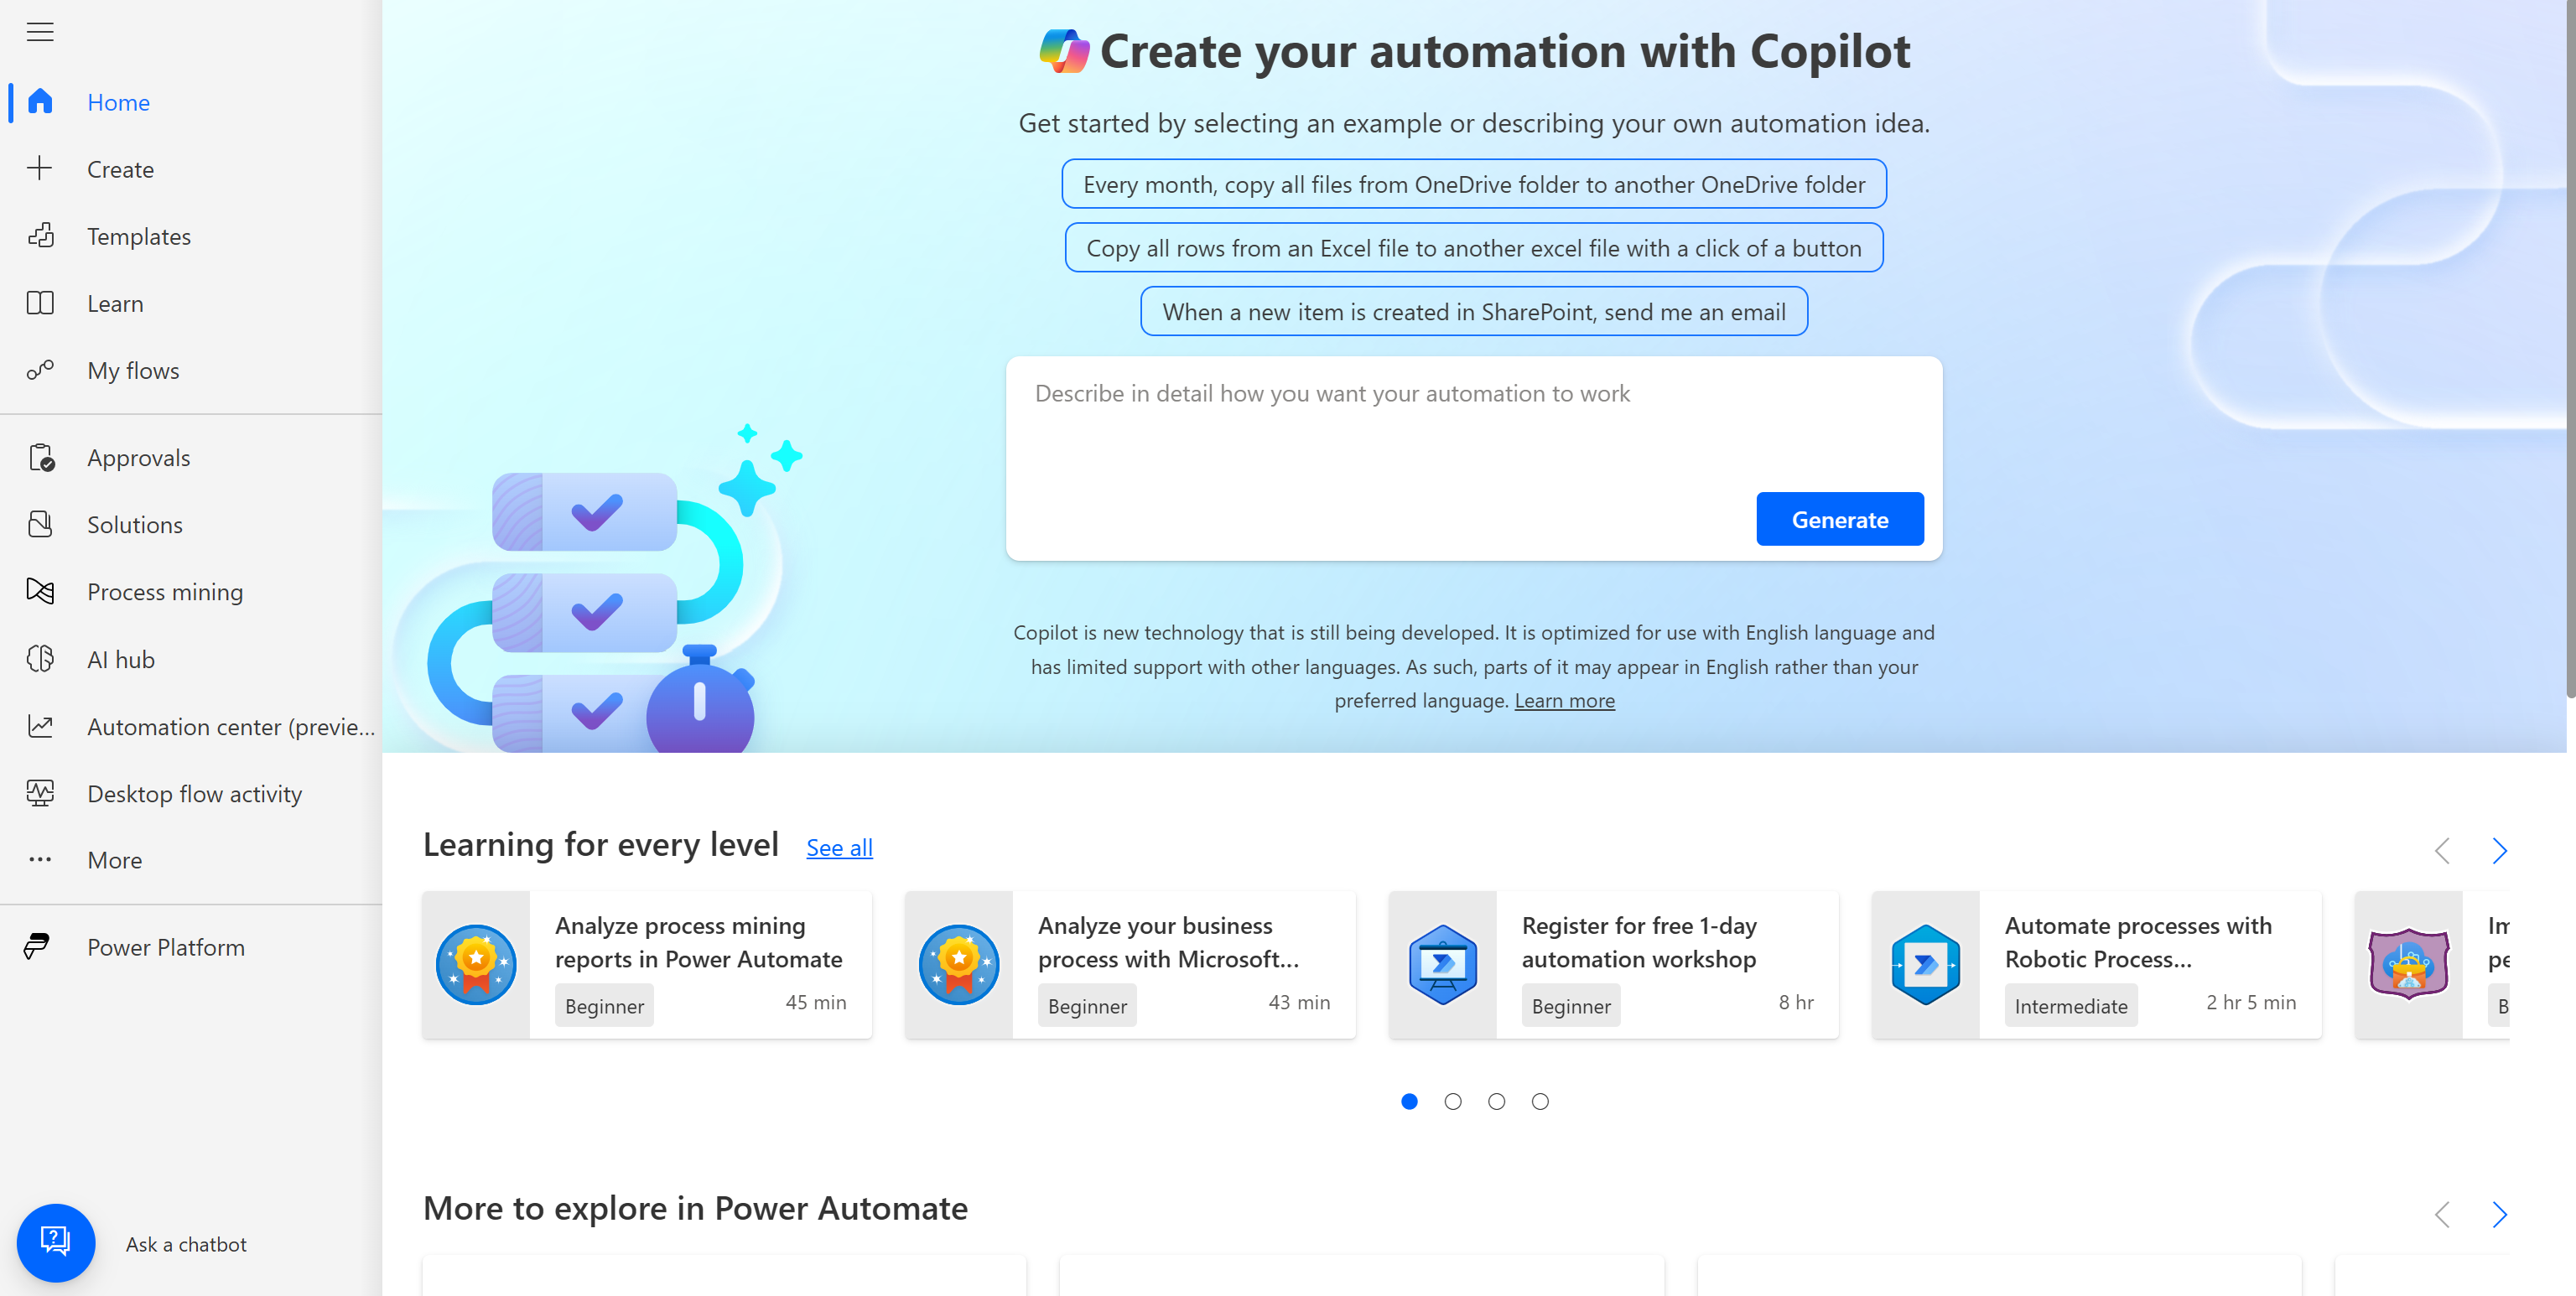 Home
Create
Templates
Learn
My flows
Approvals
Solutions
Process mining
AI hub
Automation center (previe...
Desktop flow activity
More
Power Platform
Ask a chatbot
Create your automation with Copilot
Get started by selecting an example or describing your own automation idea.
Every month, copy all files from OneDrive folder to another OneDrive folder
Copy all rows from an Excel file to another excel file with a click of a button
When a new item is created in SharePoint, send me an email
Describe in detail how you want your automation to work
Generate
Copilot is new technology that is still being developed. It is optimized for use with English language and
has limited support with other languages. As such, parts of it may appear in English rather than your
preferred language. Learn more
Learning for every level See all
Analyze process mining
reports in Power Automate
Beginner 45 min
Analyze your business
process with Microsoft...
Beginner 43 min
Register for free 1-day
automation workshop
Beginner 8 hr
Automate processes with
Robotic Process...
Intermediate 2 hr 5 min
More to explore in Power Automate